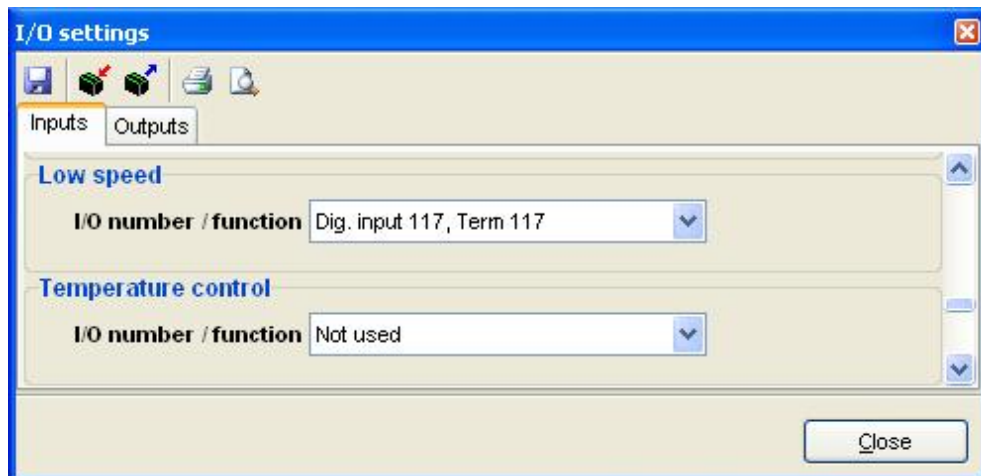 I/O settings
Inputs Outputs
Low speed
I/O number / function Dig. input 117, Term 117
Temperature control
I/O number / function Not used
Close